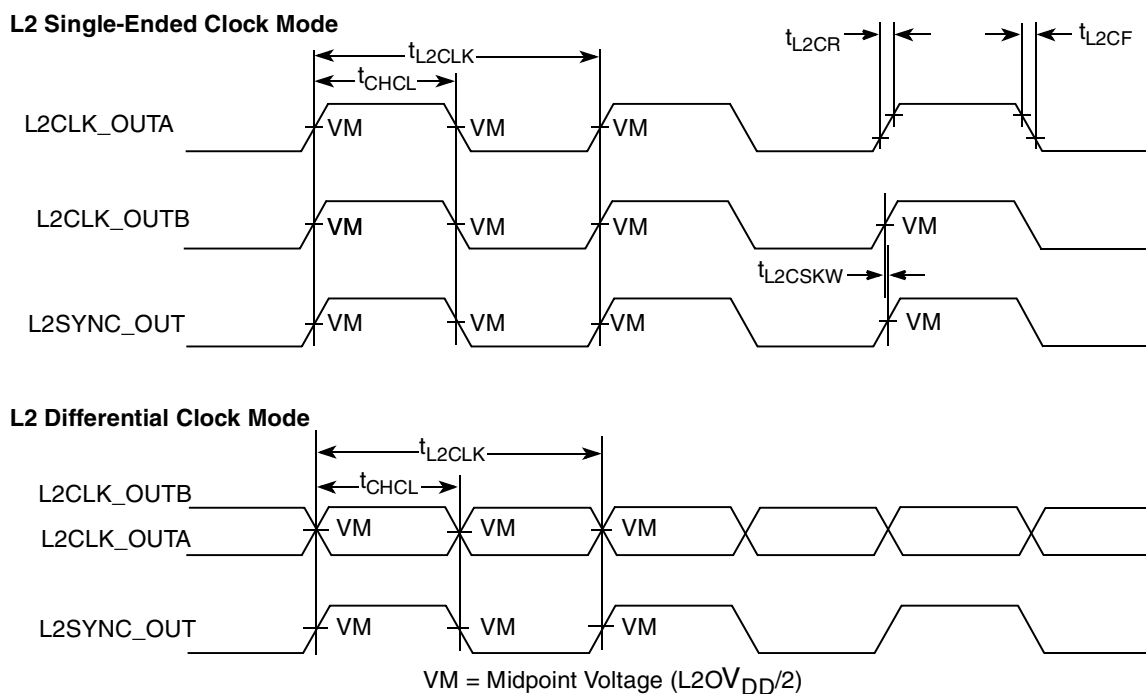 L2 Single-Ended Clock Mode
tL2CR
tL2CF
tL2CLK
tCHCL
L2CLK_OUTA
VM
VM
VM
L2CLK_OUTB
VM
VM
VM
VM
tL2CSKW
L2SYNC_OUT
VM
VM
VM
VM
L2 Differential Clock Mode
tL2CLK
tCHCL
L2CLK_OUTB
L2CLK_OUTA
VM
VM
VM
L2SYNC_OUT
VM
VM
VM
VM = Midpoint Voltage (L2OVDD/2)